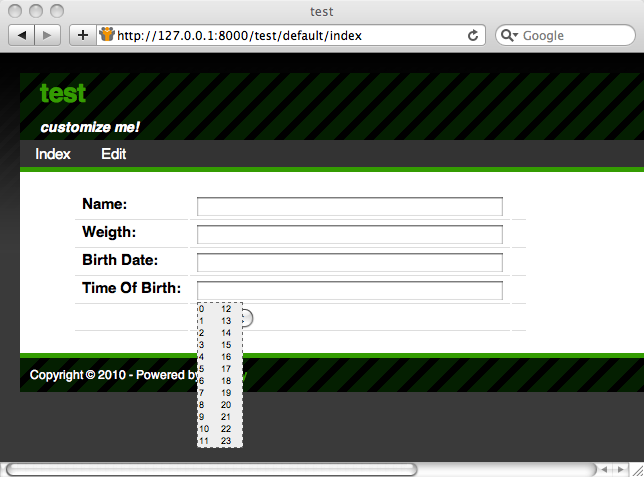 test
http://127.0.0.1:8000/test/default/index
Google
test
customize me!
Index Edit
Name:
Weigth:
Birth Date:
Time Of Birth:
0 12
1 13
2 14
3 15
4 16
5 17
6 18
7 19
8 20
9 21
10 22
11 23
Copyright © 2010 - Powered by